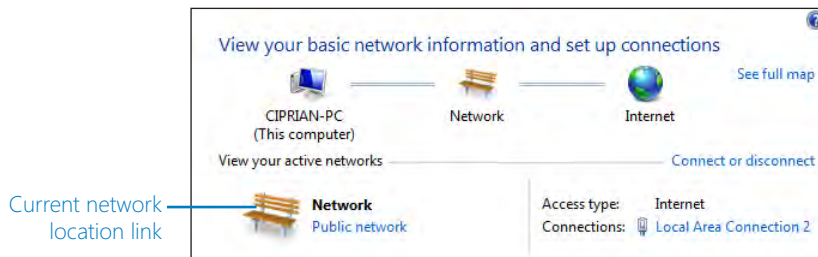 View your basic network information and set up connections
See full map
CIPRIAN-PC
(This computer)
Network
Internet
View your active networks
Connect or disconnect
Current network
location link
Network
Public network
Access type: Internet
Connections: Local Area Connection 2